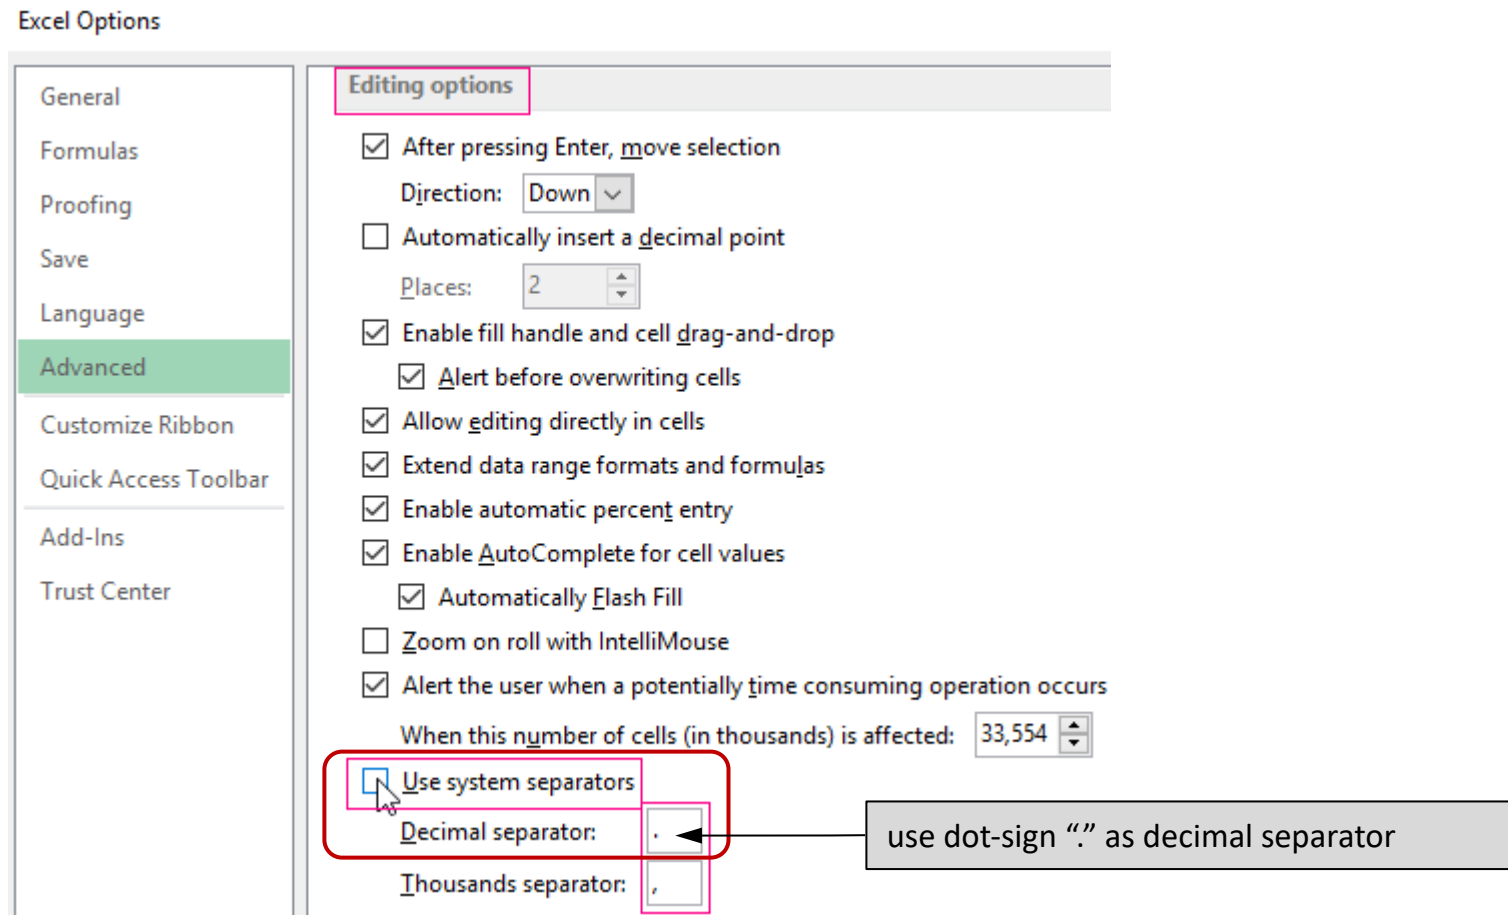 Excel Options
General
Formulas
Proofing
Save
Language
Advanced
Customize Ribbon
Quick Access Toolbar
Add-Ins
Trust Center
Editing options
After pressing Enter, move selection
Direction: Down
Automatically insert a decimal point
Places: 2
Enable fill handle and cell drag-and-drop
Alert before overwriting cells
Allow editing directly in cells
Extend data range formats and formulas
Enable automatic percent entry
Enable AutoComplete for cell values
Automatically Flash Fill
Zoom on roll with IntelliMouse
Alert the user when a potentially time consuming operation occurs
When this number of cells (in thousands) is affected: 33,554
Use system separators
Decimal separator: .
Thousands separator: ,
use dot-sign “.” as decimal separator